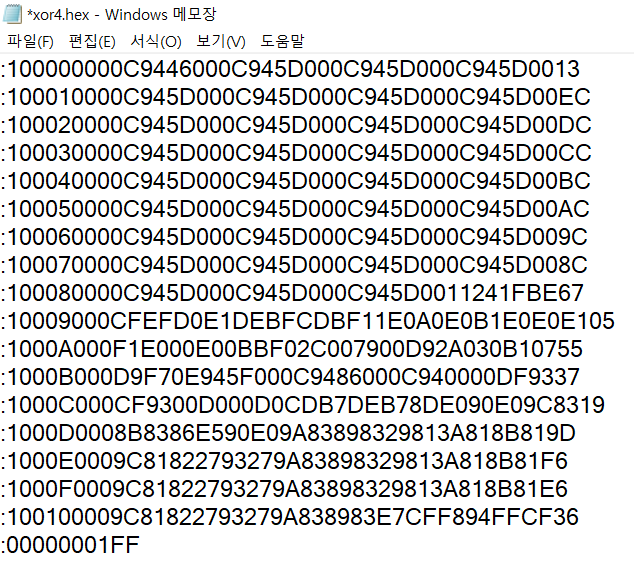 *xor4.hex - Windows 메모장
파일(F) 편집(E) 서식(O) 보기(V) 도움말
:100000000C9446000C945D000C945D000C945D0013
:100010000C945D000C945D000C945D000C945D00EC
:100020000C945D000C945D000C945D000C945D00DC
:100030000C945D000C945D000C945D000C945D00CC
:100040000C945D000C945D000C945D000C945D00BC
:100050000C945D000C945D000C945D000C945D00AC
:100060000C945D000C945D000C945D000C945D009C
:100070000C945D000C945D000C945D000C945D008C
:100080000C945D000C945D000C945D0011241FBE67
:10009000CFEFD0E1DEBFCDBF11E0A0E0B1E0E0E105
:1000A000F1E000E00BBF02C007900D92A030B10755
:1000B000D9F70E945F000C9486000C940000DF9337
:1000C000CF9300D000D0CDB7DEB78DE090E09C8319
:1000D0008B8386E590E09A83898329813A818B819D
:1000E0009C81822793279A83898329813A818B81F6
:1000F0009C81822793279A83898329813A818B81E6
:100100009C81822793279A838983E7CFF894FFCF36
:00000001FF